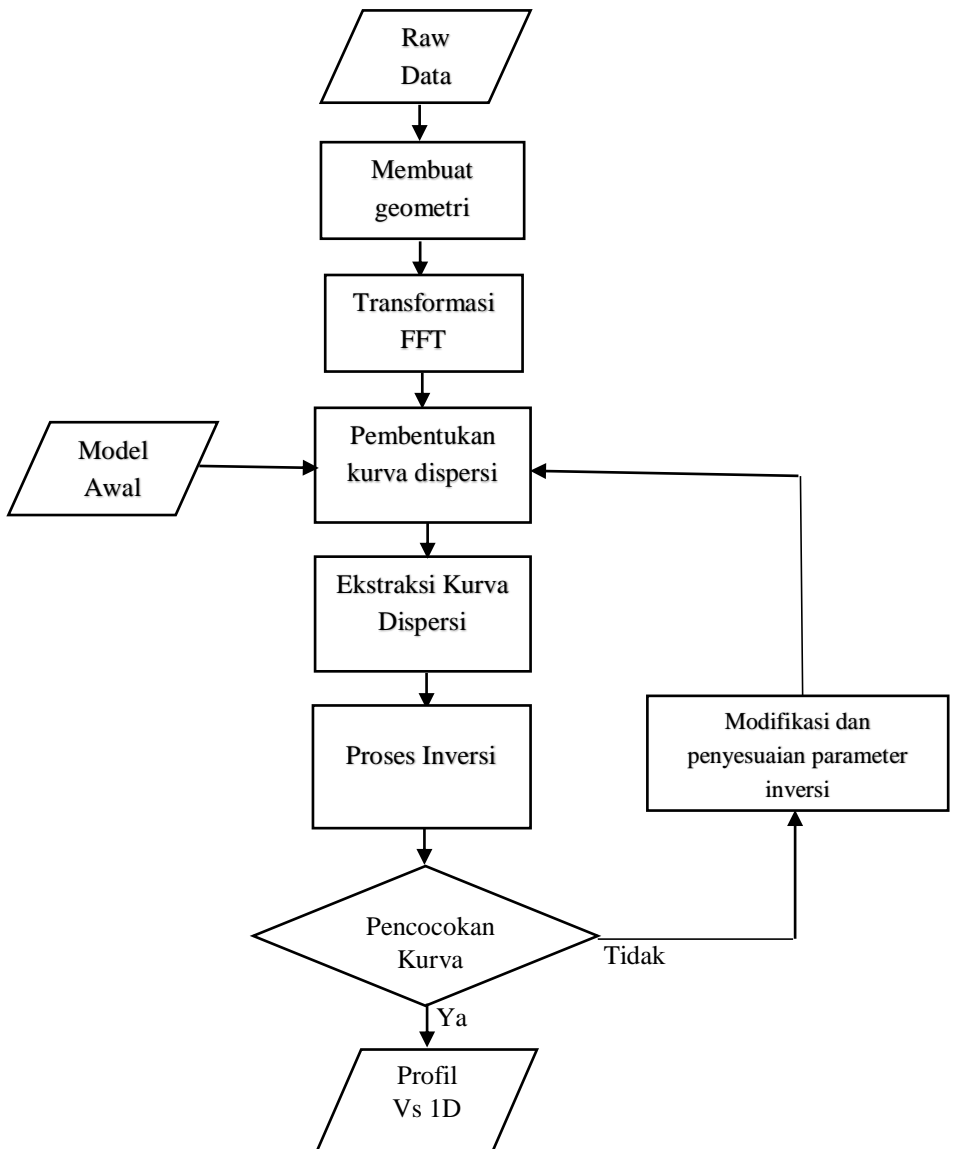 Raw
Data
Membuat
geometri
Transformasi
FFT
Pembentukan
kurva dispersi
Model
Awal
Ekstraksi Kurva
Dispersi
Proses Inversi
Modifikasi dan
penyesuaian parameter
inversi
Pencocokan
Kurva
Tidak
Ya
Profil
Vs 1D